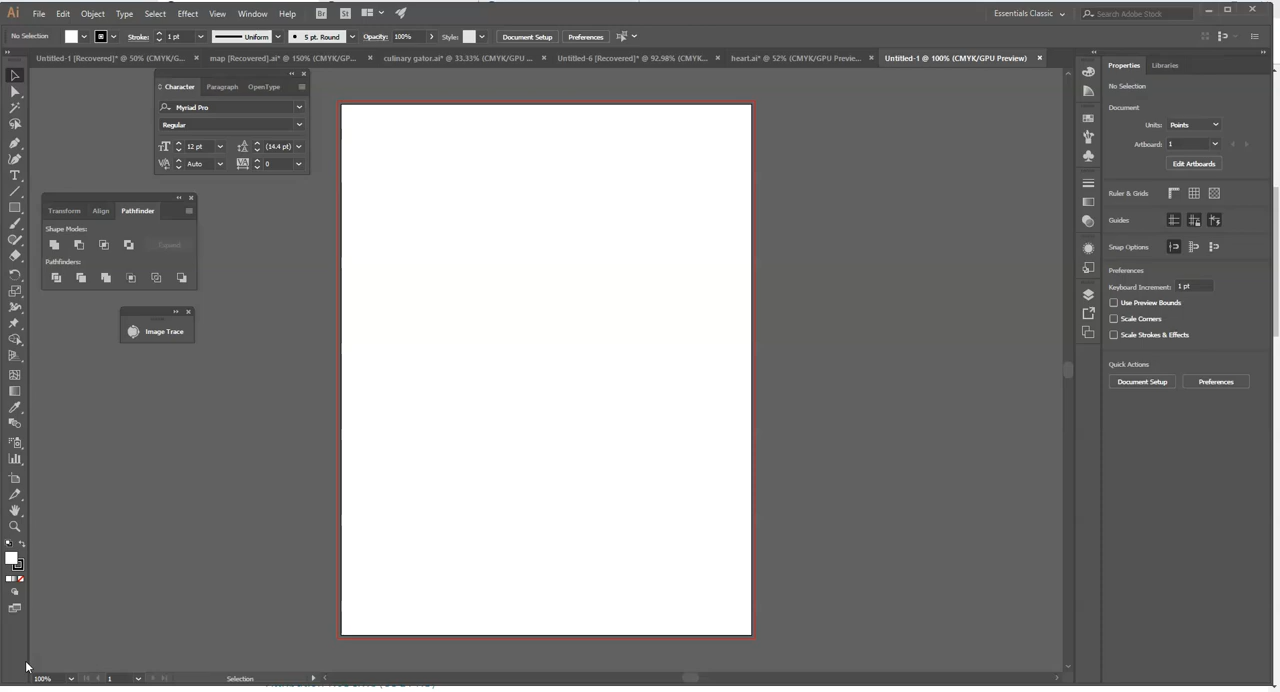 Ai File Edit Object Type Select Effect View Window Help Br St Essentials Classic Search Adobe Stock
No Selection Stroke: 1 pt Uniform 5 pt. Round Opacity: 100% Style: Document Setup Preferences
Untitled-1 [Recovered]* @ 50% (CMYK/G... × map [Recovered].ai* @ 150% (CMYK/GP... × culinary gator.ai* @ 33.33% (CMYK/GPU ... × Untitled-6 [Recovered]* @ 92.98% (CMYK... × heart.ai* @ 52% (CMYK/GPU Previe... × Untitled-1 @ 100% (CMYK/GPU Preview) ×
Character Paragraph OpenType
Myriad Pro
Regular
12 pt (14.4 pt)
Auto 0
Transform Align Pathfinder
Shape Modes:
Expand
Pathfinders:
Image Trace
Properties Libraries
No Selection
Document
Units: Points
Artboard: 1
Edit Artboards
Ruler & Grids
Guides
Snap Options
Preferences
Keyboard Increment: 1 pt
Use Preview Bounds
Scale Corners
Scale Strokes & Effects
Quick Actions
Document Setup Preferences
100% 1 Selection